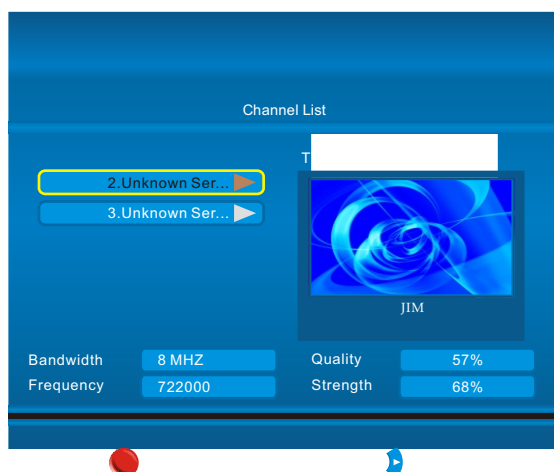 Channel List
T
2.Unknown Ser...
3.Unknown Ser...
JIM
Bandwidth 8 MHZ Quality 57%
Frequency 722000 Strength 68%